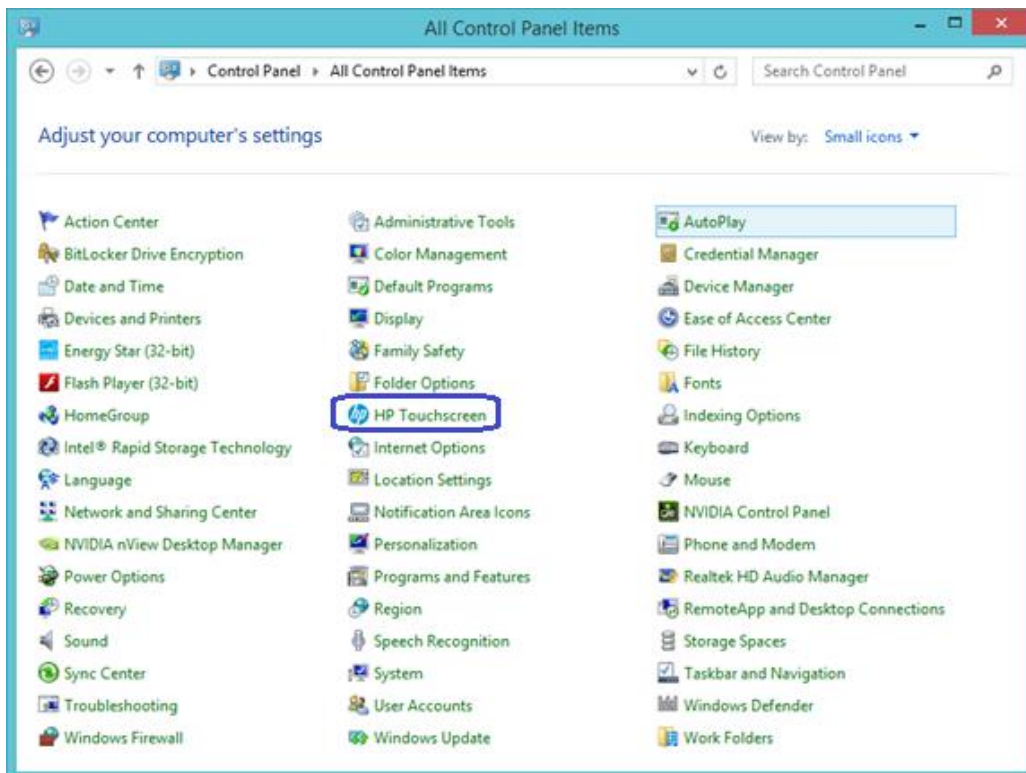 All Control Panel Items
Control Panel All Control Panel Items Search Control Panel
Adjust your computer's settings View by: Small icons
Action Center Administrative Tools AutoPlay
BitLocker Drive Encryption Color Management Credential Manager
Date and Time Default Programs Device Manager
Devices and Printers Display Ease of Access Center
Energy Star (32-bit) Family Safety File History
Flash Player (32-bit) Folder Options Fonts
HomeGroup HP Touchscreen Indexing Options
Intel® Rapid Storage Technology Internet Options Keyboard
Language Location Settings Mouse
Network and Sharing Center Notification Area Icons NVIDIA Control Panel
NVIDIA nView Desktop Manager Personalization Phone and Modem
Power Options Programs and Features Realtek HD Audio Manager
Recovery Region RemoteApp and Desktop Connections
Sound Speech Recognition Storage Spaces
Sync Center System Taskbar and Navigation
Troubleshooting User Accounts Windows Defender
Windows Firewall Windows Update Work Folders